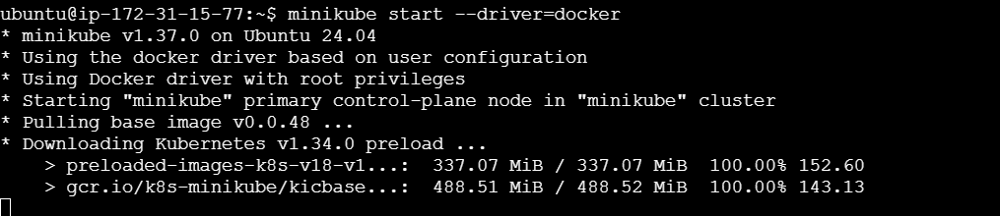 ubuntu@ip-172-31-15-77:~$ minikube start --driver=docker
* minikube v1.37.0 on Ubuntu 24.04
* Using the docker driver based on user configuration
* Using Docker driver with root privileges
* Starting "minikube" primary control-plane node in "minikube" cluster
* Pulling base image v0.0.48 ...
* Downloading Kubernetes v1.34.0 preload ...
    > preloaded-images-k8s-v18-v1...:  337.07 MiB / 337.07 MiB  100.00% 152.60
    > gcr.io/k8s-minikube/kicbase...:  488.51 MiB / 488.52 MiB  100.00% 143.13